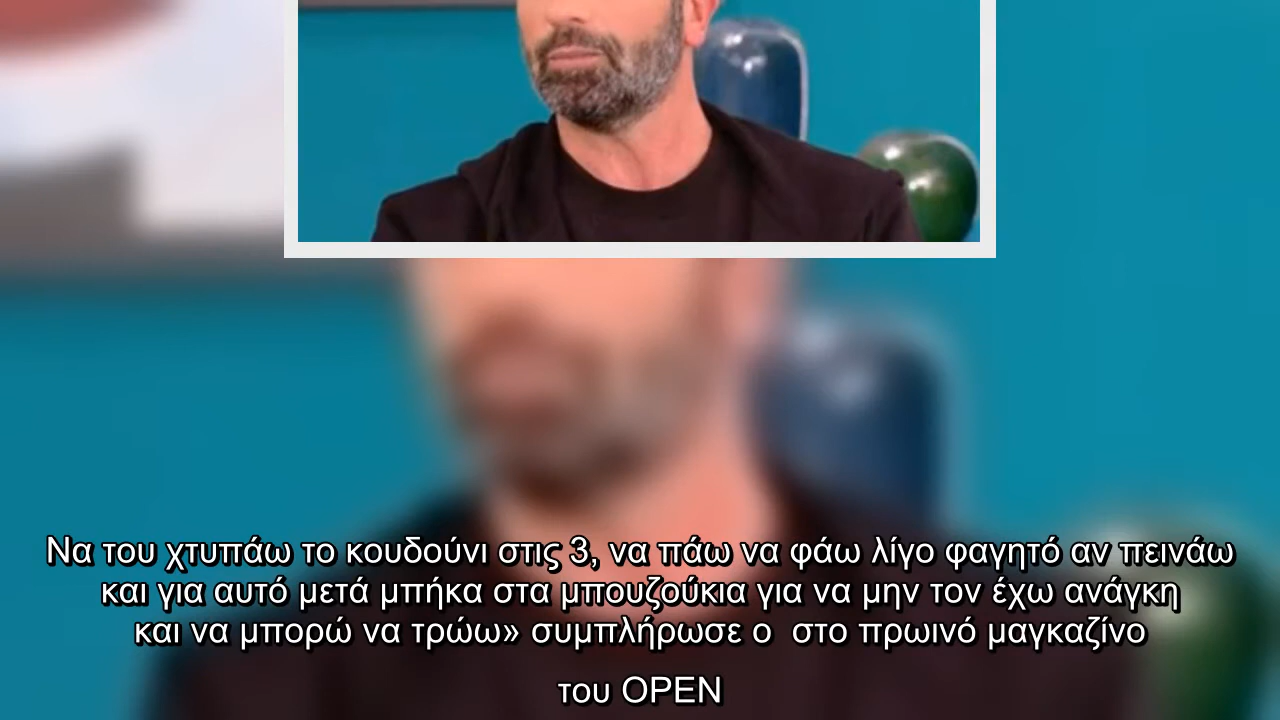 Να του χτυπάω το κουδούνι στις 3, να πάω να φάω λίγο φαγητό αν πεινάω
και για αυτό μετά μπήκα στα μπουζούκια για να μην τον έχω ανάγκη
και να μπορώ να τρώω» συμπλήρωσε ο  στο πρωινό μαγκαζίνο
του OPEN